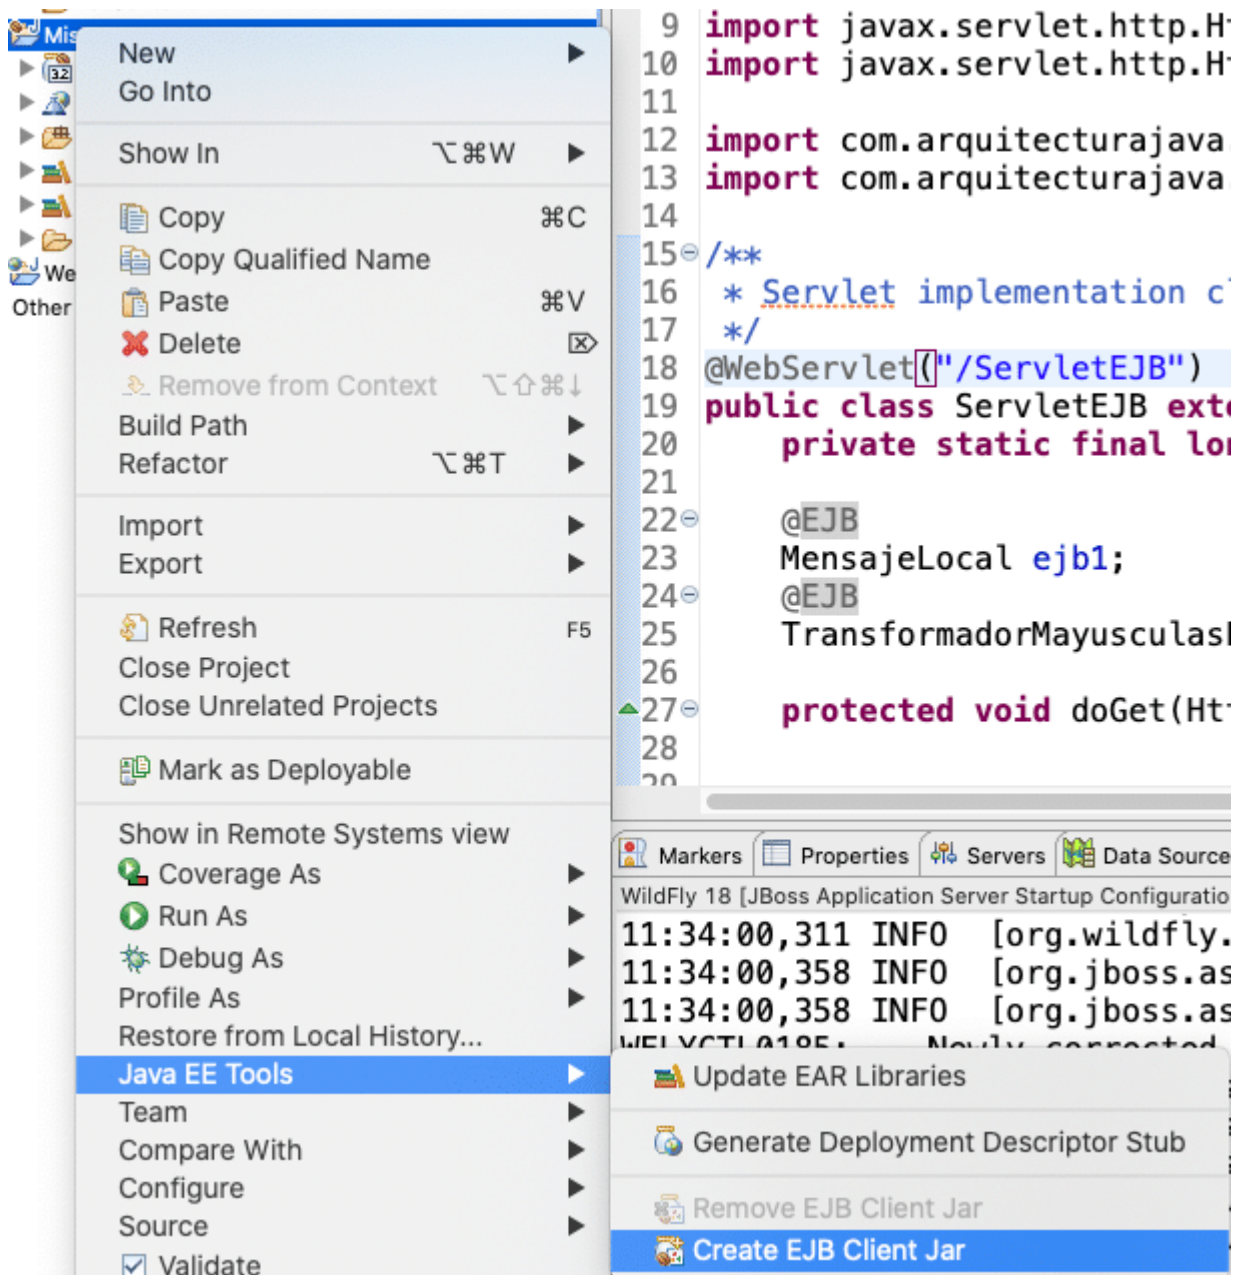 Mis
We
Other
New
Go Into
Show In ⌥⌘W
Copy ⌘C
Copy Qualified Name
Paste ⌘V
Delete ⌦
Remove from Context ⌥⇧⌘↓
Build Path
Refactor ⌥⌘T
Import
Export
Refresh F5
Close Project
Close Unrelated Projects
Mark as Deployable
Show in Remote Systems view
Coverage As
Run As
Debug As
Profile As
Restore from Local History...
Java EE Tools
Team
Compare With
Configure
Source
Validate
9 import javax.servlet.http.H
10 import javax.servlet.http.H
11
12 import com.arquitecturajava.
13 import com.arquitecturajava.
14
15 /**
16 * Servlet implementation c
17 */
18 @WebServlet("/ServletEJB")
19 public class ServletEJB ext
20 private static final lo
21
22 @EJB
23 MensajeLocal ejb1;
24 @EJB
25 TransformadorMayusculas
26
27 protected void doGet(Ht
28
29
Markers Properties Servers Data Source
WildFly 18 [JBoss Application Server Startup Configuratio
11:34:00,311 INFO [org.wildfly.
11:34:00,358 INFO [org.jboss.as
11:34:00,358 INFO [org.jboss.as
WFLYCTL0185: Newly corrected
Update EAR Libraries
Generate Deployment Descriptor Stub
Remove EJB Client Jar
Create EJB Client Jar